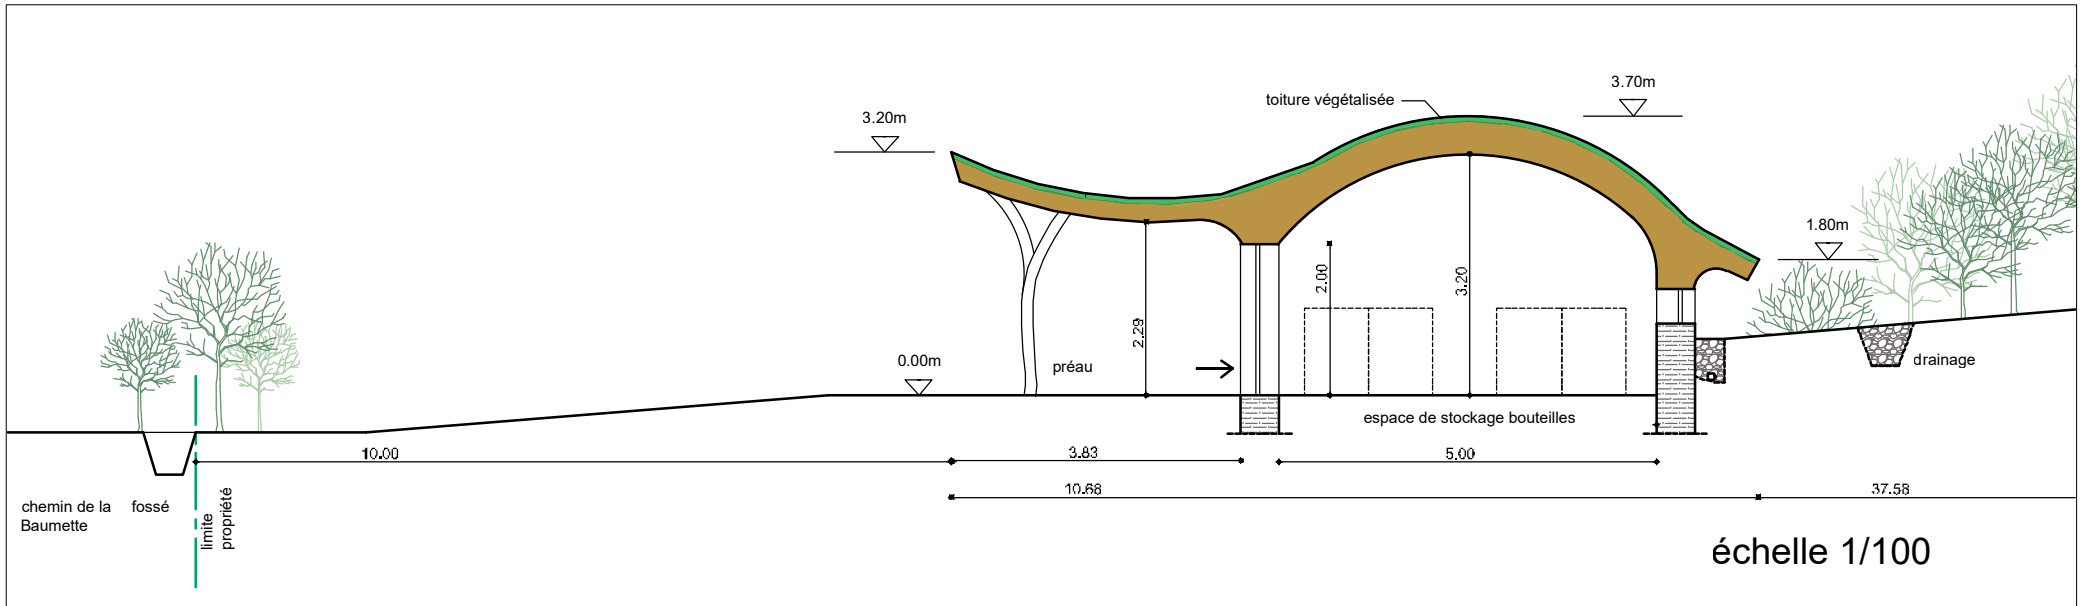 3.70m
toiture végétalisée
3.20m
1.80m
2.00
3.20
2.29
0.00m
préau
drainage
espace de stockage bouteilles
10.00
3.83
5.00
10.68
37.58
chemin de la
Baumette
fossé
limite
propriété
échelle 1/100